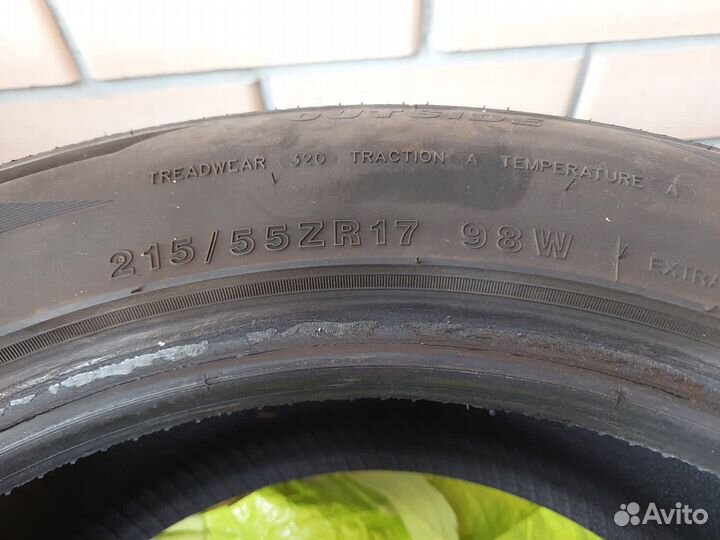 OUTSIDE
TREADWEAR 320 TRACTION A TEMPERATURE A
215/55ZR17 98W EXTRA
Avito